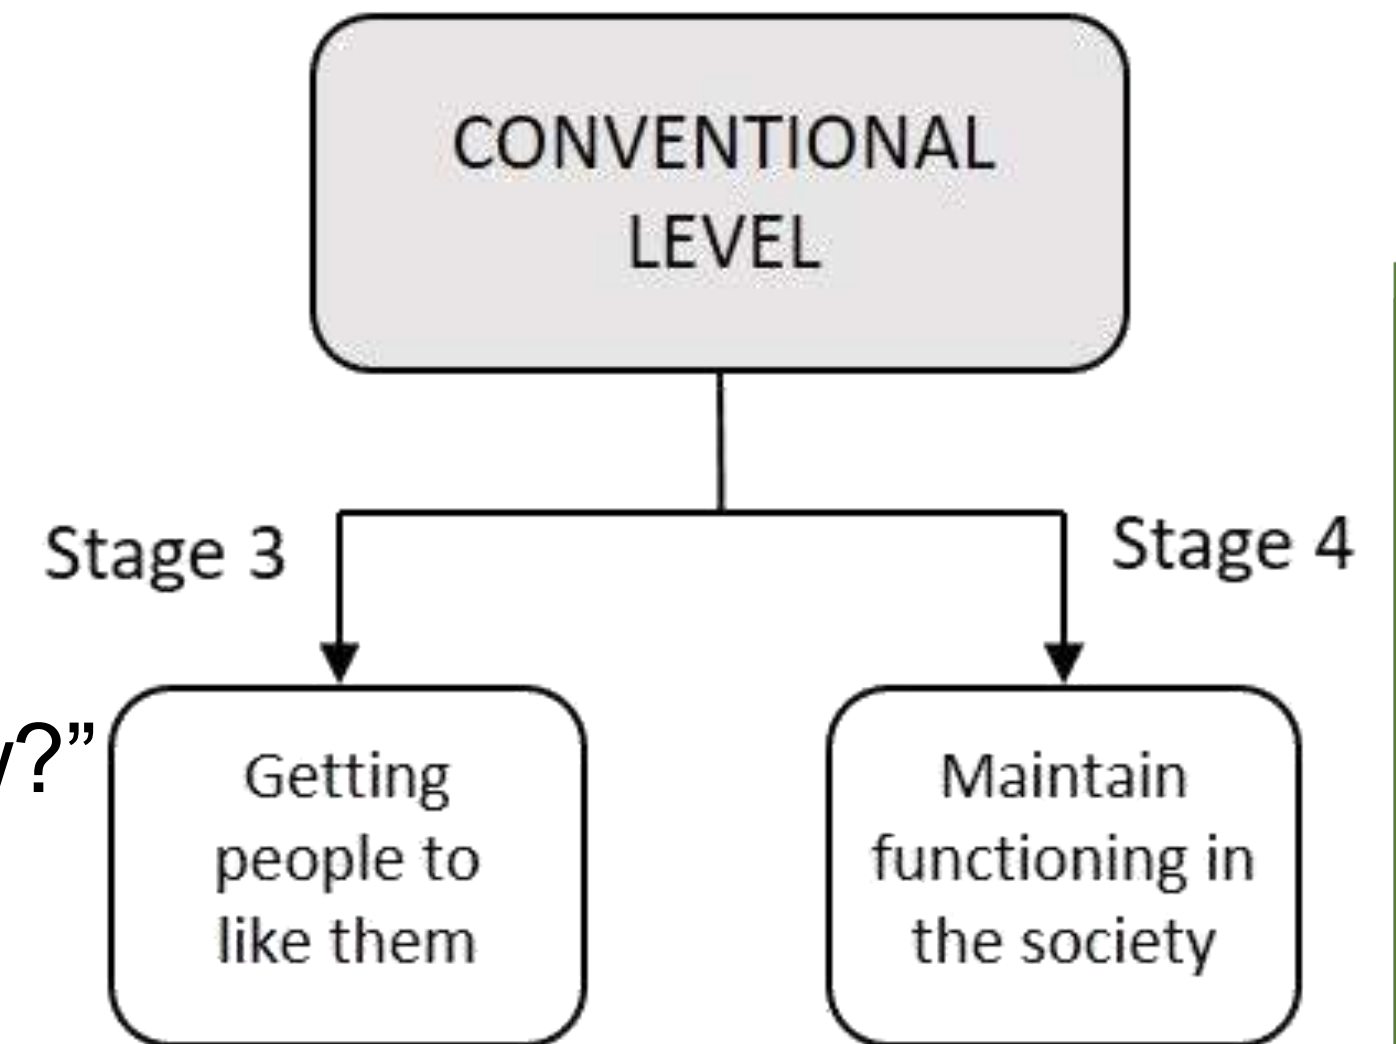 CONVENTIONAL
LEVEL
Stage 3
Stage 4
?”
Getting
people to
like them
Maintain
functioning in
the society